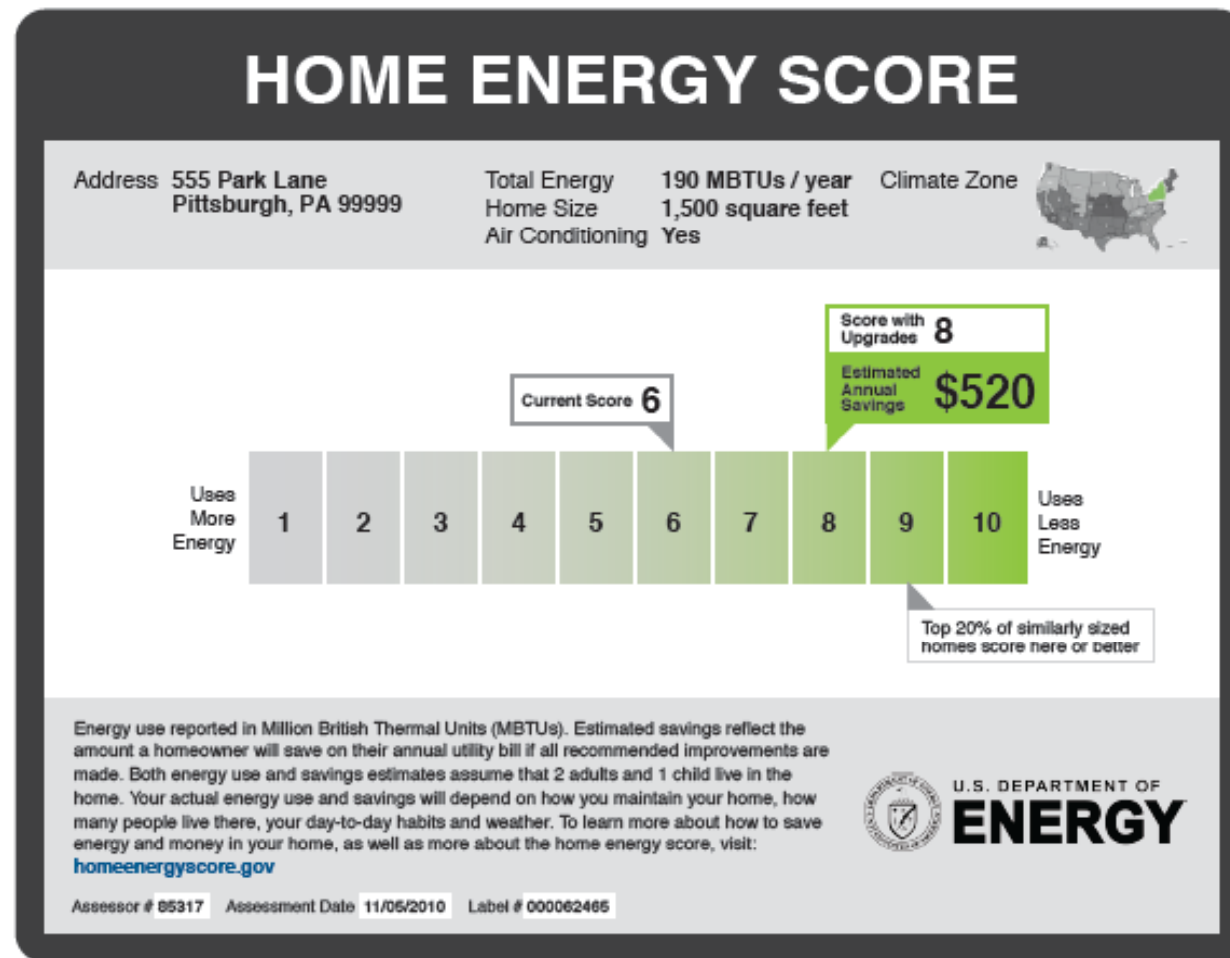 HOME ENERGY SCORE
Address 555 Park Lane
Pittsburgh, PA 99999
Total Energy 190 MBTUs / year
Home Size 1,500 square feet
Air Conditioning Yes
Climate Zone
Score with
Upgrades 8
Estimated
Annual
Savings $520
Current Score 6
Uses
More
Energy
1 2 3 4 5 6 7 8 9 10
Uses
Less
Energy
Top 20% of similarly sized
homes score here or better
Energy use reported in Million British Thermal Units (MBTUs). Estimated savings reflect the
amount a homeowner will save on their annual utility bill if all recommended improvements are
made. Both energy use and savings estimates assume that 2 adults and 1 child live in the
home. Your actual energy use and savings will depend on how you maintain your home, how
many people live there, your day-to-day habits and weather. To learn more about how to save
energy and money in your home, as well as more about the home energy score, visit:
homeenergyscore.gov
U.S. DEPARTMENT OF
ENERGY
Assessor # 85317 Assessment Date 11/05/2010 Label # 000062465